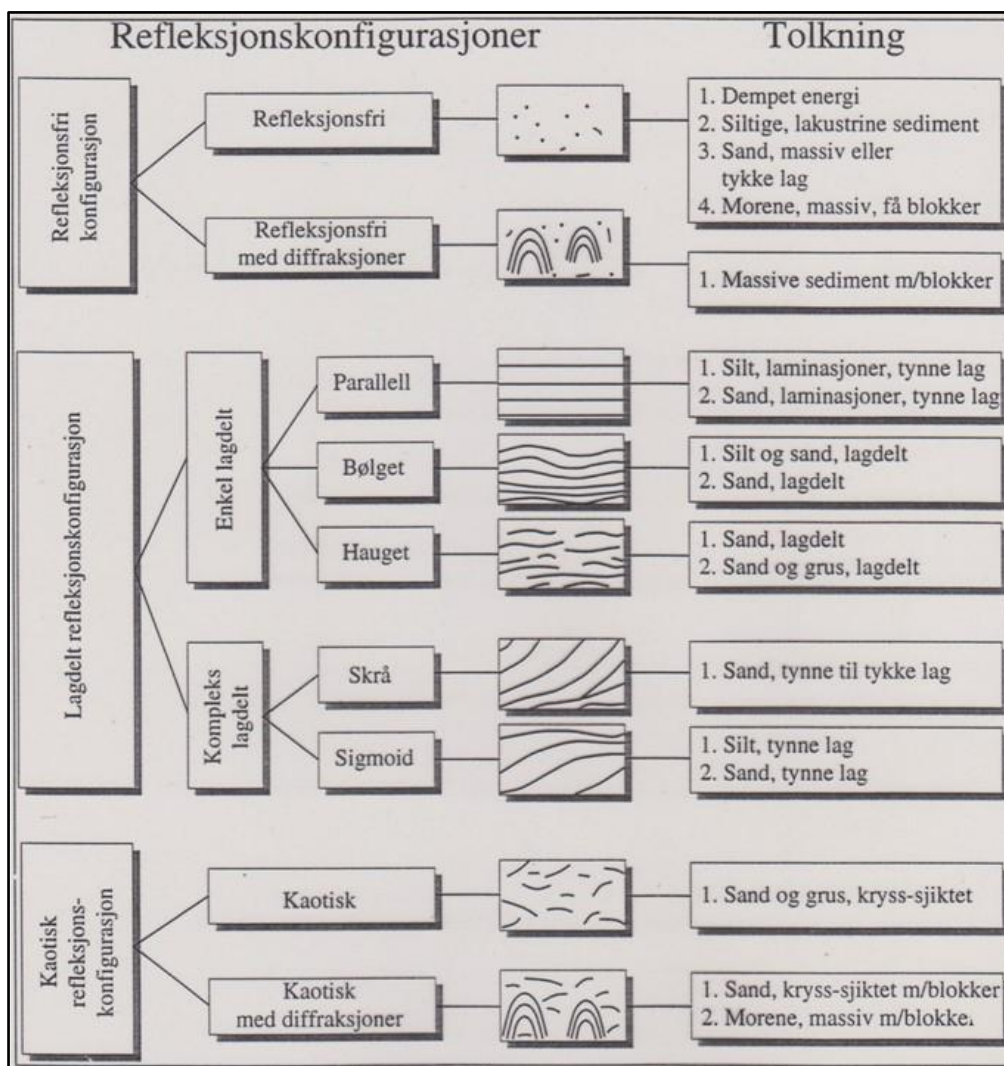 Refleksjonskonfigurasjoner
Tolkning
Refleksjonsfri
konfigurasjon
Refleksjonsfri
1. Dempet energi
2. Siltige, lakustrine sediment
3. Sand, massiv eller
tykke lag
4. Morene, massiv, få blokker
Refleksjonsfri
med diffraksjoner
1. Massive sediment m/blokker
Lagdelt refleksjonskonfigurasjon
Enkel lagdelt
Parallell
1. Silt, laminasjoner, tynne lag
2. Sand, laminasjoner, tynne lag
Bølget
1. Silt og sand, lagdelt
2. Sand, lagdelt
Hauget
1. Sand, lagdelt
2. Sand og grus, lagdelt
Kompleks
lagdelt
Skrå
1. Sand, tynne til tykke lag
Sigmoid
1. Silt, tynne lag
2. Sand, tynne lag
Kaotisk
refleksjons-
konfigurasjon
Kaotisk
1. Sand og grus, kryss-sjiktet
Kaotisk
med diffraksjoner
1. Sand, kryss-sjiktet m/blokker
2. Morene, massiv m/blokker